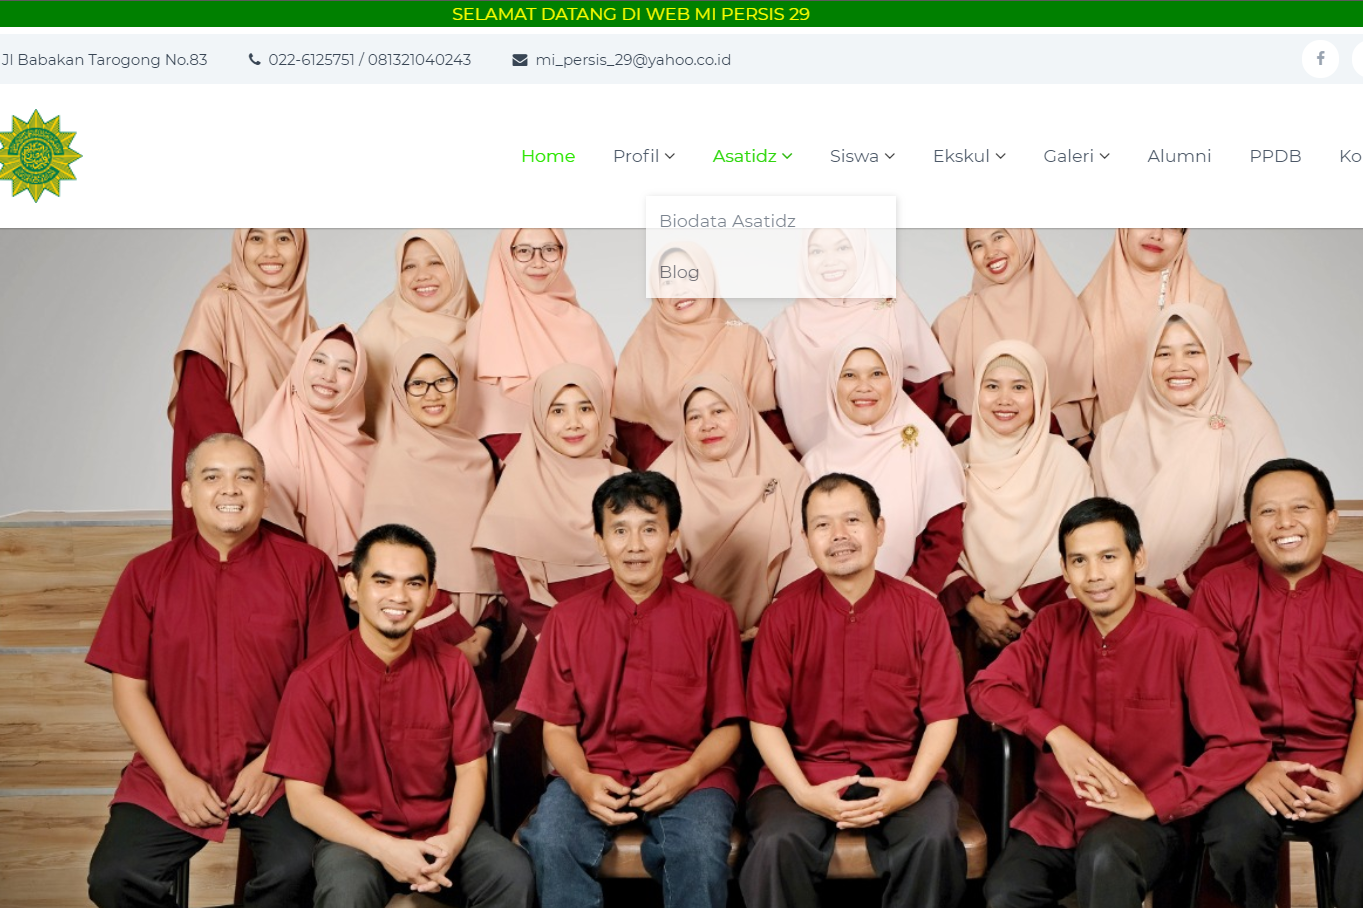 SELAMAT DATANG DI WEB MI PERSIS 29
Jl Babakan Tarogong No.83 022-6125751 / 081321040243 mi_persis_29@yahoo.co.id
Home Profil Asatidz Siswa Ekskul Galeri Alumni PPDB Ko
Biodata Asatidz
Blog